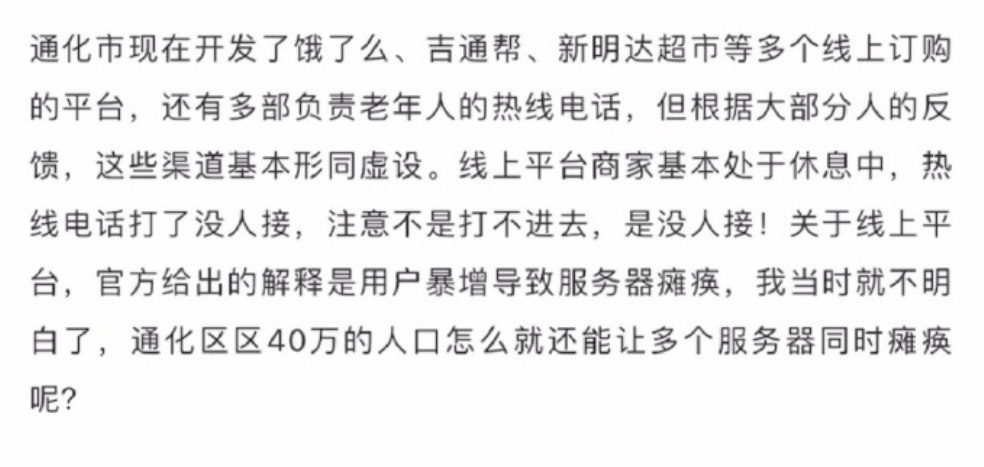 通化市现在开发了饿了么、吉通帮、新明达超市等多个线上订购
的平台，还有多部负责老年人的热线电话，但根据大部分人的反
馈，这些渠道基本形同虚设。线上平台商家基本处于休息中，热
线电话打了没人接，注意不是打不进去，是没人接！关于线上平
台，官方给出的解释是用户暴增导致服务器瘫痪，我当时就不明
白了，通化区区40万的人口怎么就还能让多个服务器同时瘫痪
呢？